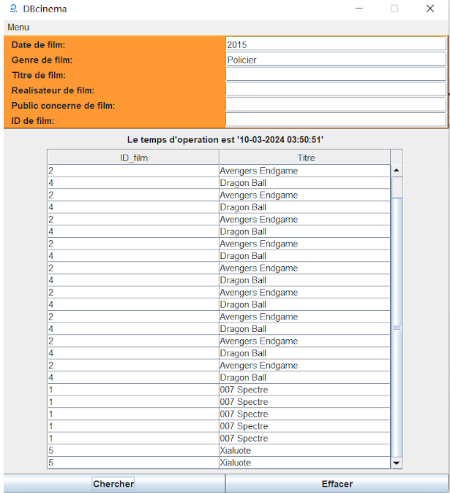 DBcinema
Menu
Date de film: 2015
Genre de film: Policier
Titre de film:
Realisateur de film:
Public concerne de film:
ID de film:
Le temps d'operation est '10-03-2024 03:50:51'
ID_film Titre
2 Avengers Endgame
4 Dragon Ball
2 Avengers Endgame
4 Dragon Ball
2 Avengers Endgame
4 Dragon Ball
2 Avengers Endgame
4 Dragon Ball
2 Avengers Endgame
4 Dragon Ball
2 Avengers Endgame
4 Dragon Ball
2 Avengers Endgame
4 Dragon Ball
2 Avengers Endgame
4 Dragon Ball
2 Avengers Endgame
4 Dragon Ball
1 007 Spectre
1 007 Spectre
1 007 Spectre
1 007 Spectre
1 007 Spectre
5 Xialuote
5 Xialuote
Chercher Effacer